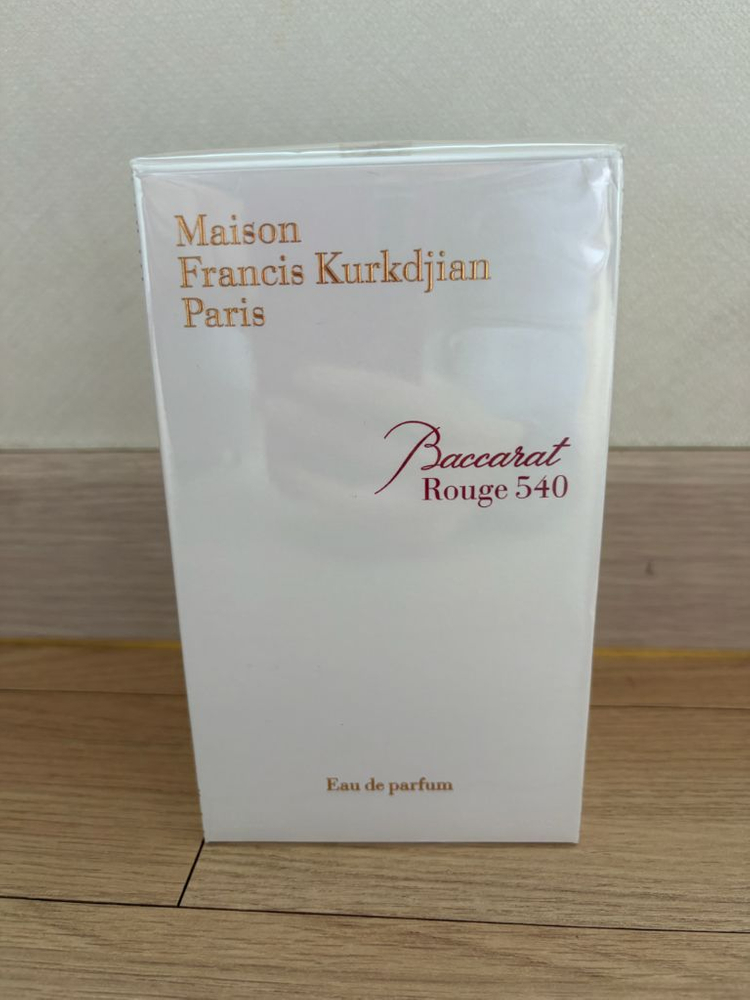 Maison
Francis Kurkdjian
Paris
Baccarat
Rouge 540
Eau de parfum